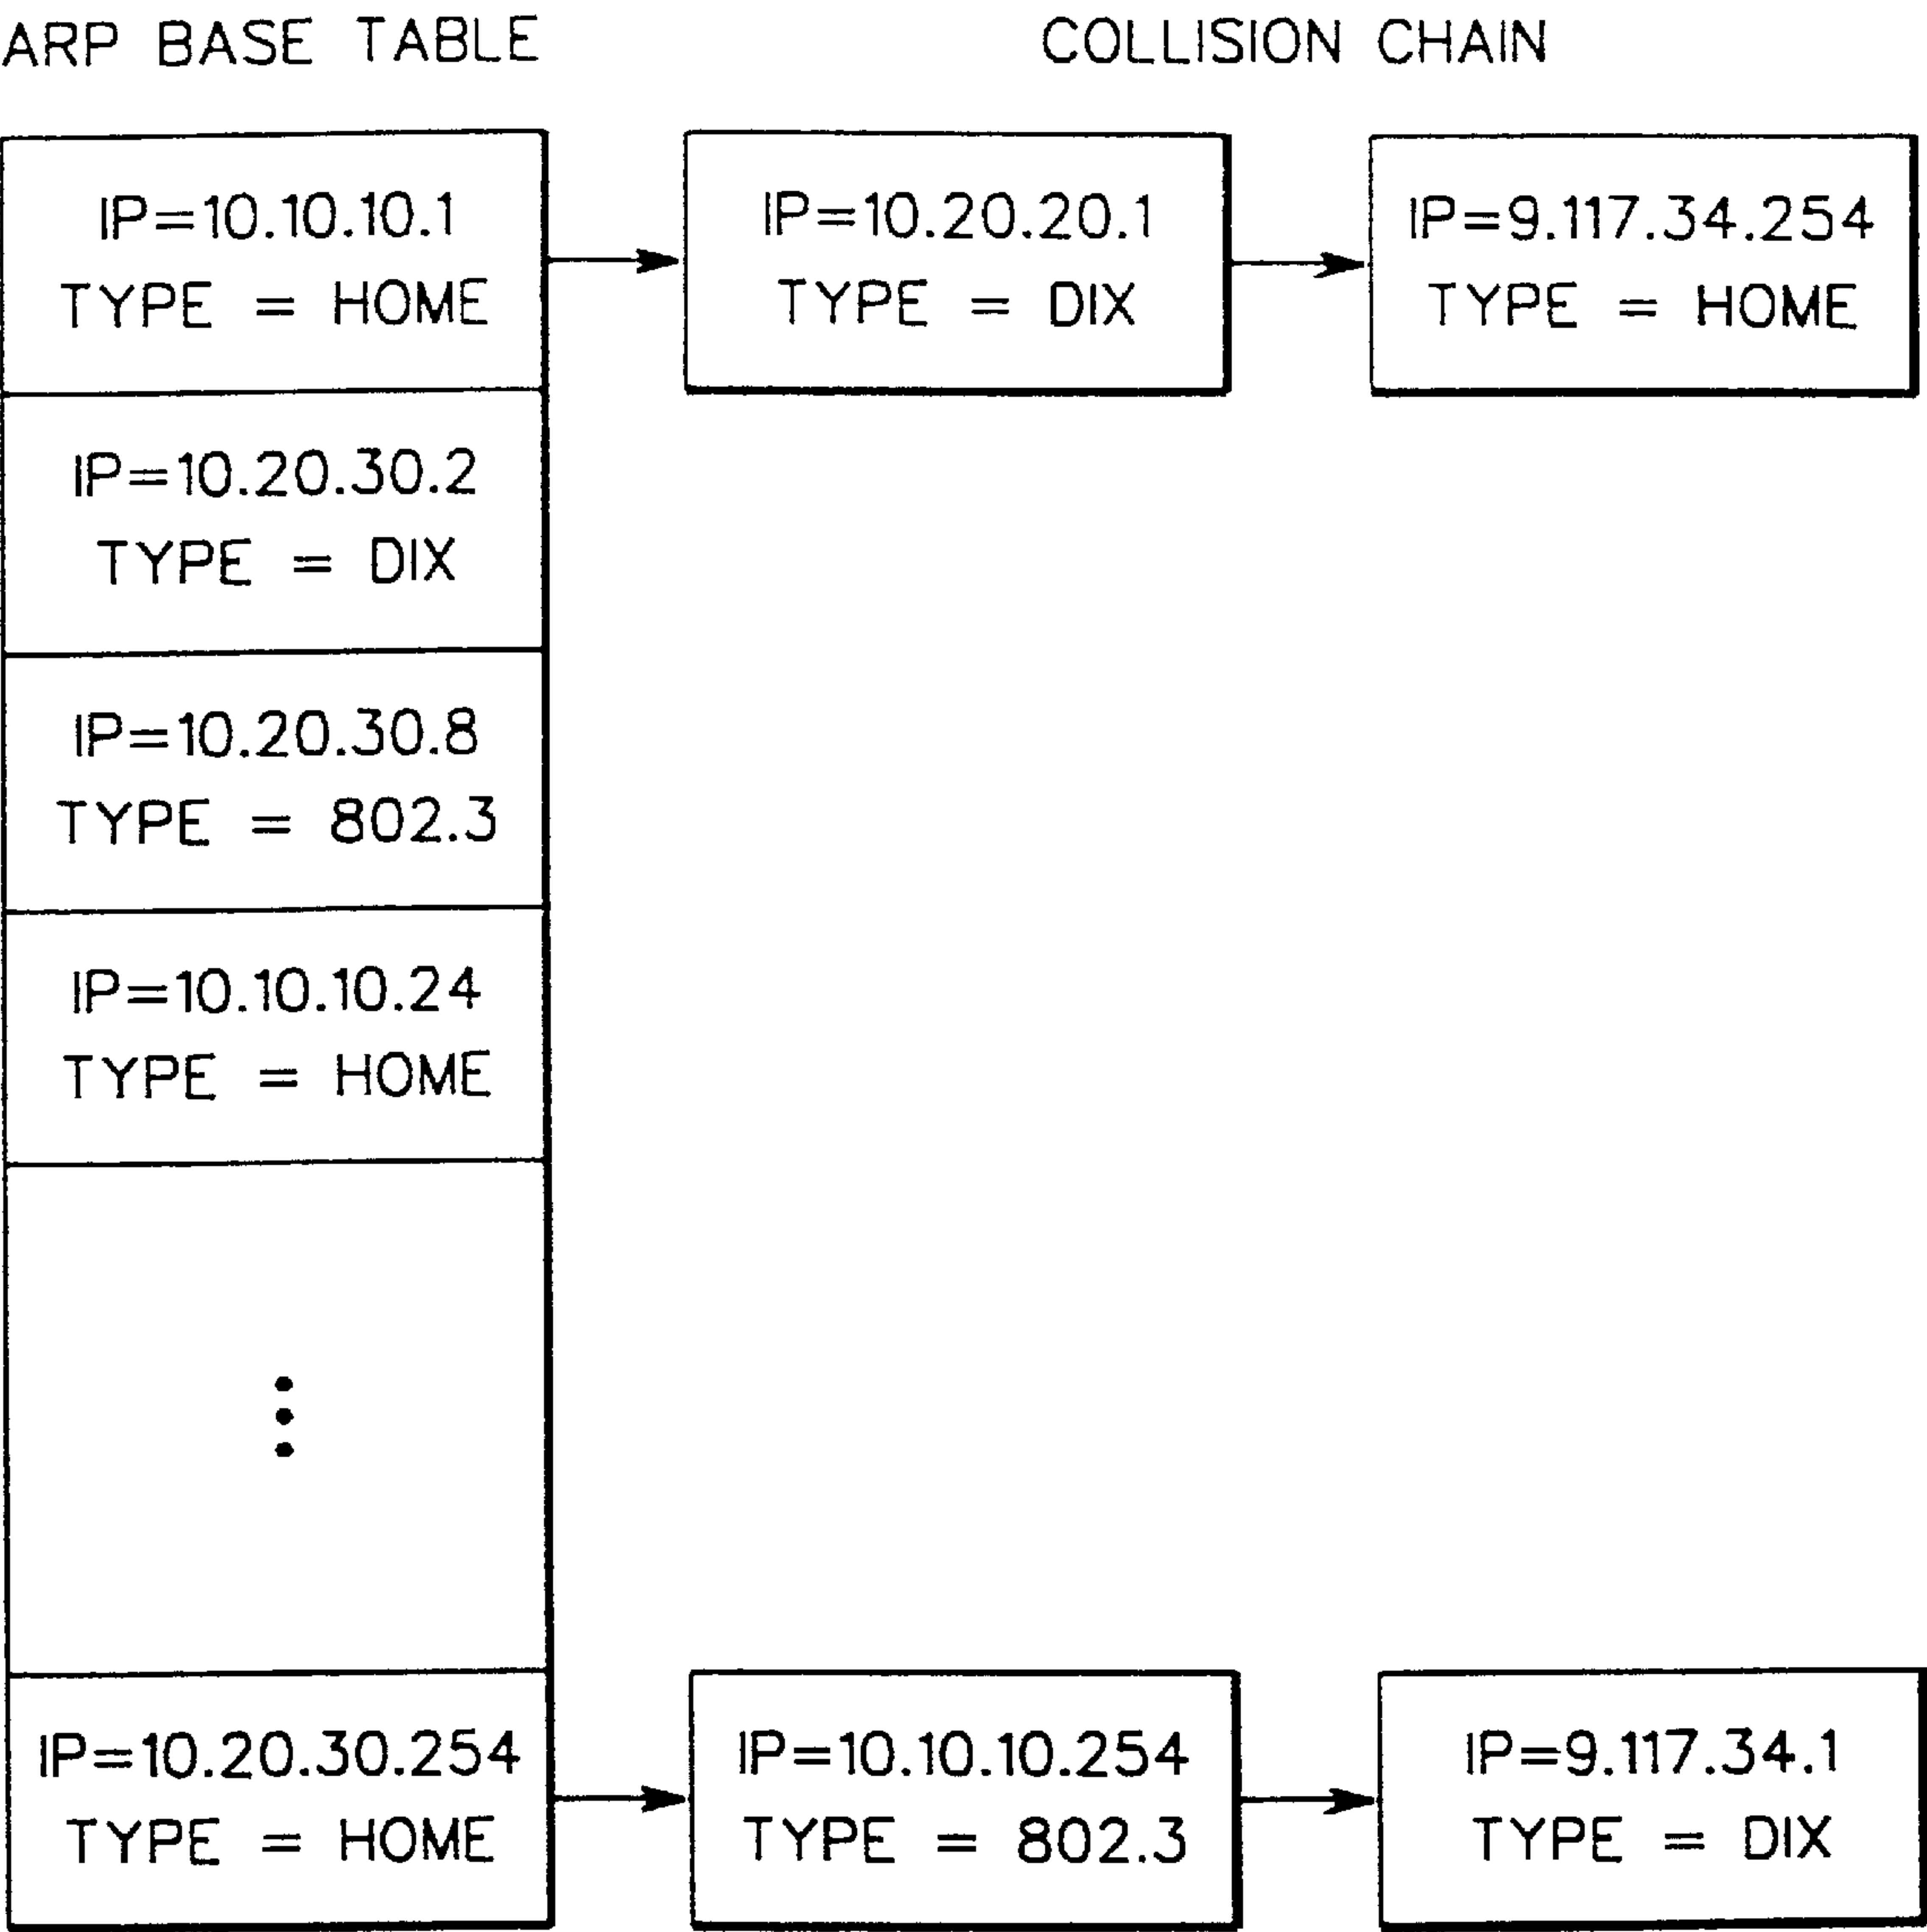 ARP BASE TABLE
COLLISION CHAIN
IP=10.10.10.1
TYPE = HOME
IP=10.20.20.1
TYPE = DIX
IP=9.117.34.254
TYPE = HOME
IP=10.20.30.2
TYPE = DIX
IP=10.20.30.8
TYPE = 802.3
IP=10.10.10.24
TYPE = HOME
IP=10.20.30.254
TYPE = HOME
IP=10.10.10.254
TYPE = 802.3
IP=9.117.34.1
TYPE = DIX